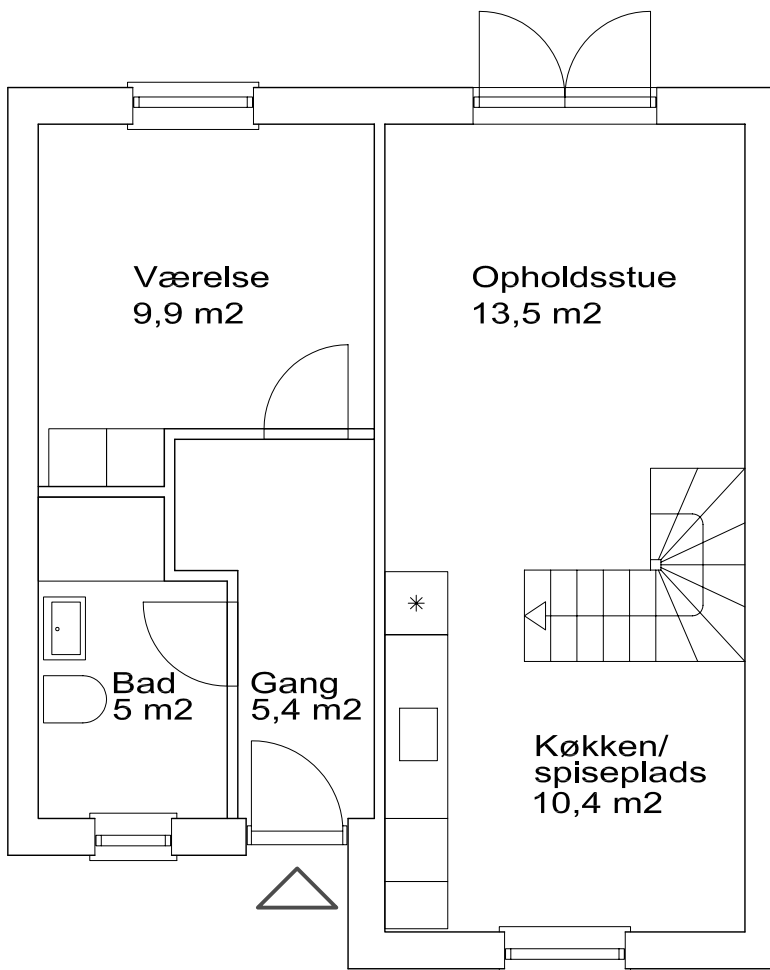 Værelse
9,9 m2
Opholdsstue
13,5 m2
Bad
5 m2
Gang
5,4 m2
Køkken/
spiseplads
10,4 m2